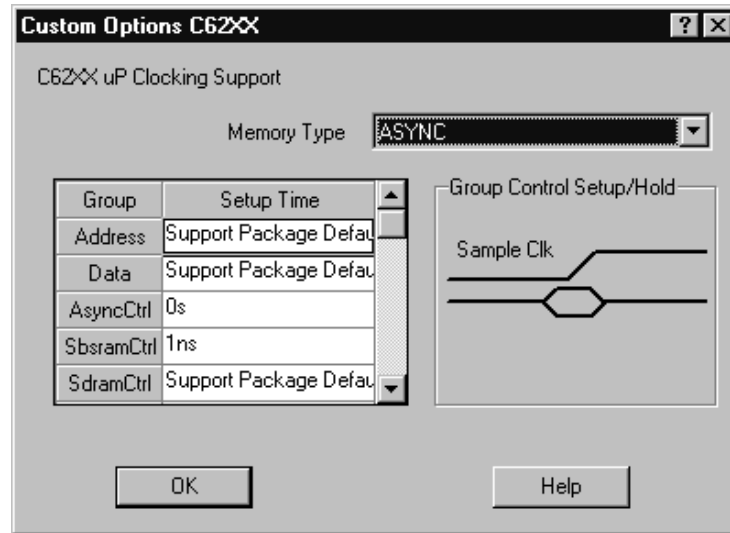 Custom Options C62XX
C62XX uP Clocking Support
Memory Type ASYNC
Group Setup Time
Address Support Package Defau
Data Support Package Defau
AsyncCtrl 0s
SbsramCtrl 1ns
SdramCtrl Support Package Defau
Group Control Setup/Hold
Sample Clk
OK
Help